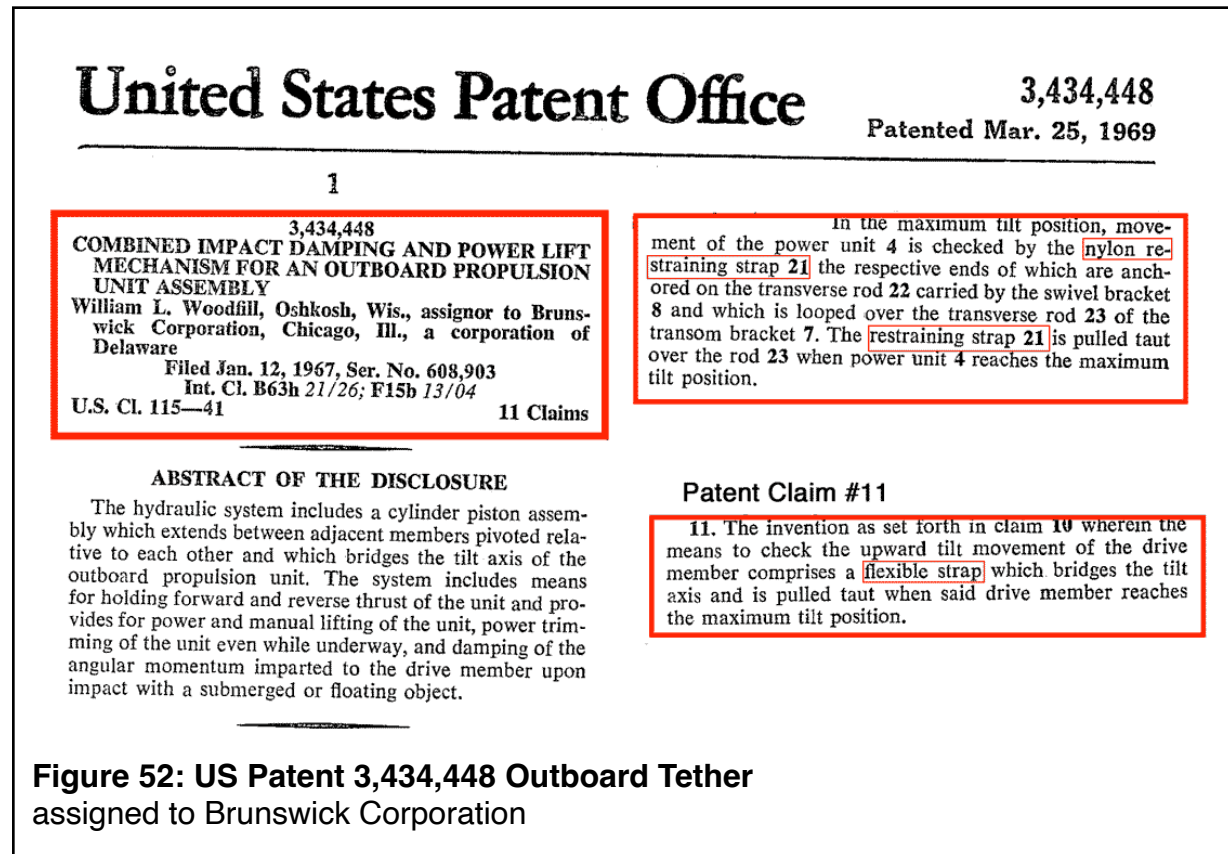 United States Patent Office
3,434,448
Patented Mar. 25, 1969
1
3,434,448
COMBINED IMPACT DAMPING AND POWER LIFT
MECHANISM FOR AN OUTBOARD PROPULSION
UNIT ASSEMBLY
William L. Woodfill, Oshkosh, Wis., assignor to Bruns-
wick Corporation, Chicago, Ill., a corporation of
Delaware
Filed Jan. 12, 1967, Ser. No. 608,903
Int. Cl. B63h 21/26; F15b 13/04
U.S. Cl. 115—41 11 Claims
ABSTRACT OF THE DISCLOSURE
The hydraulic system includes a cylinder piston assem-
bly which extends between adjacent members pivoted rela-
tive to each other and which bridges the tilt axis of the
outboard propulsion unit. The system includes means
for holding forward and reverse thrust of the unit and pro-
vides for power and manual lifting of the unit, power trim-
ming of the unit even while underway, and damping of the
angular momentum imparted to the drive member upon
impact with a submerged or floating object.
In the maximum tilt position, move-
ment of the power unit 4 is checked by the nylon re-
straining strap 21 the respective ends of which are anch-
ored on the transverse rod 22 carried by the swivel bracket
8 and which is looped over the transverse rod 23 of the
transom bracket 7. The restraining strap 21 is pulled taut
over the rod 23 when power unit 4 reaches the maximum
tilt position.
Patent Claim #11
11. The invention as set forth in claim 10 wherein the
means to check the upward tilt movement of the drive
member comprises a flexible strap which bridges the tilt
axis and is pulled taut when said drive member reaches
the maximum tilt position.
Figure 52: US Patent 3,434,448 Outboard Tether
assigned to Brunswick Corporation